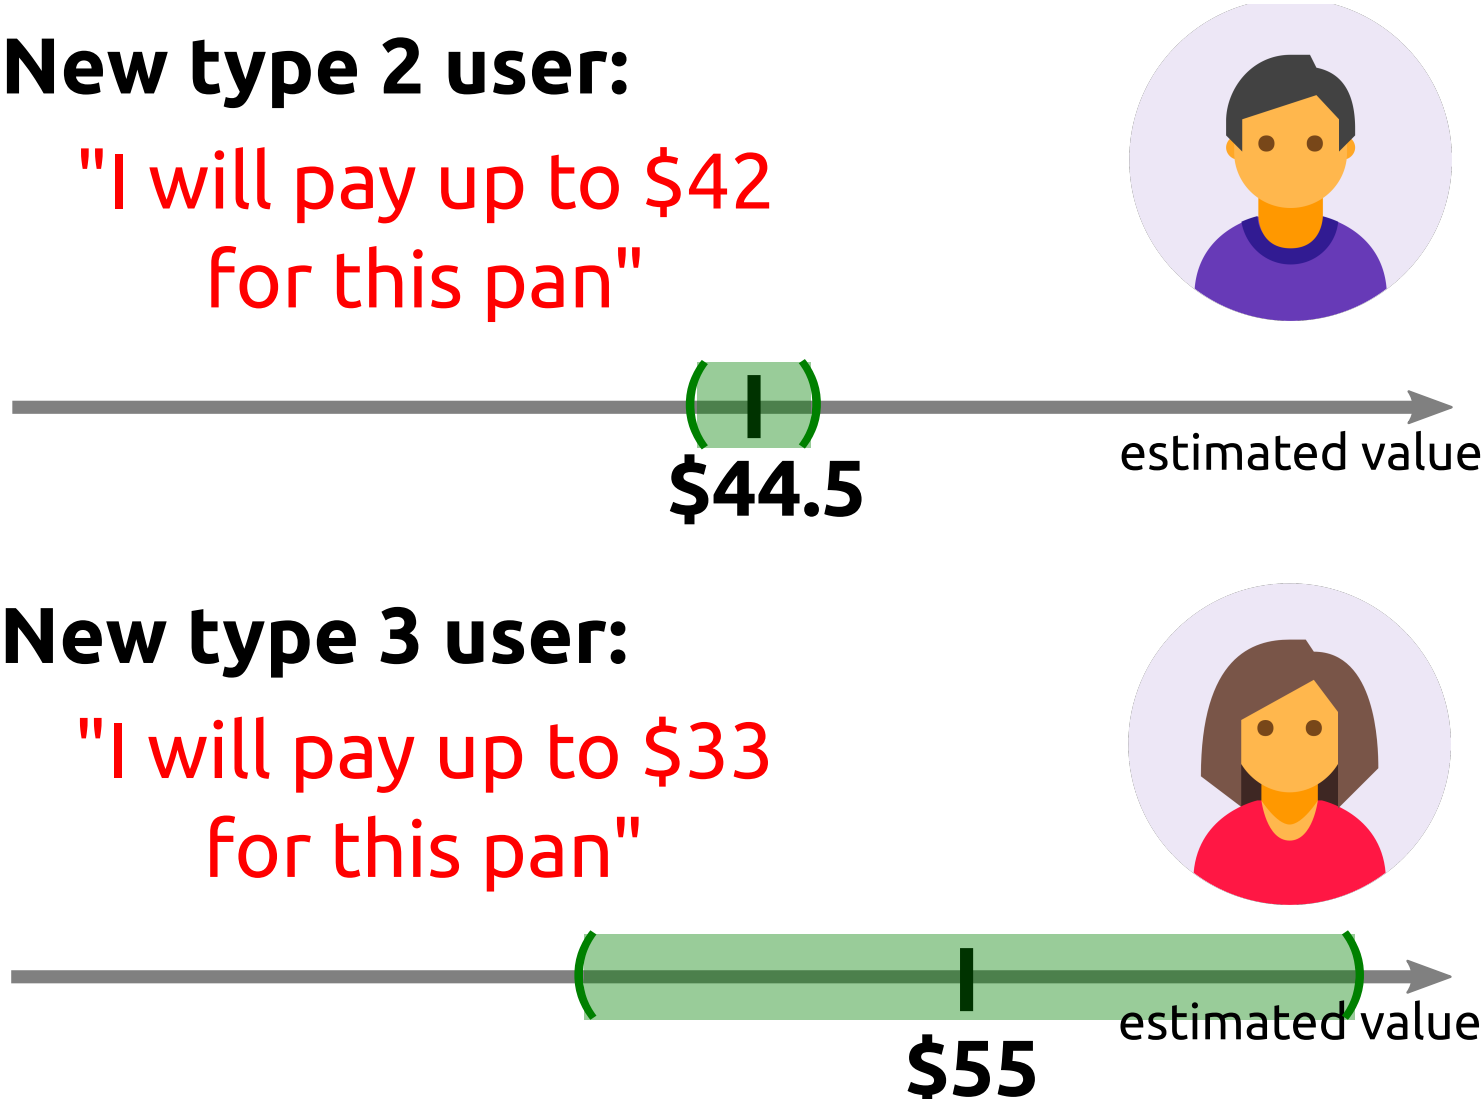 New type 2 user:
"I will pay up to $42
for this pan"
estimated value
$44.5
New type 3 user:
"I will pay up to $33
for this pan"
estimated value
$55